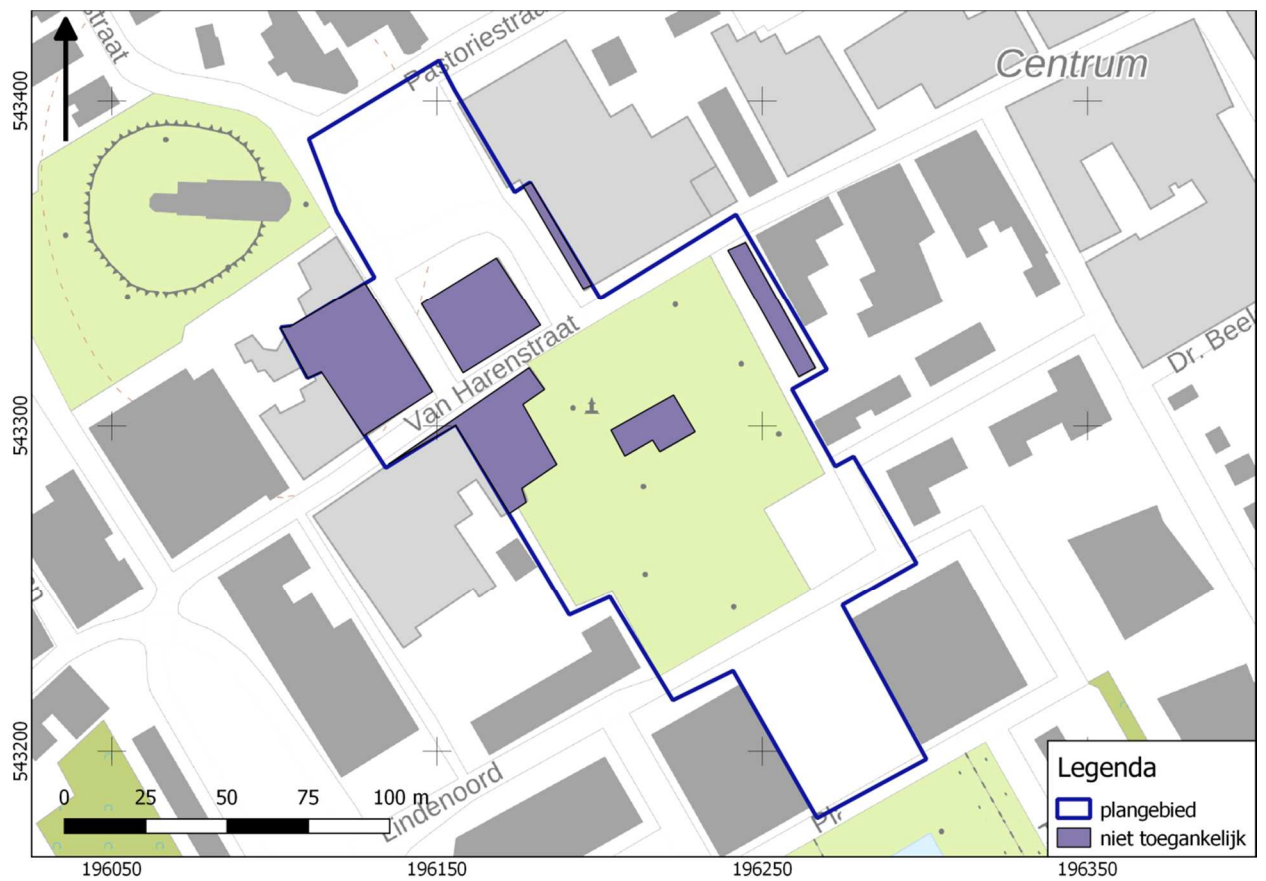 straat
Pastoriestraat
Centrum
543400
Van Harenstraat
Dr. Beel
543300
n
543200
0 25 50 75 100 m
Lindenoord
Legenda
plangebied
niet toegankelijk
196050 196150 196250 196350